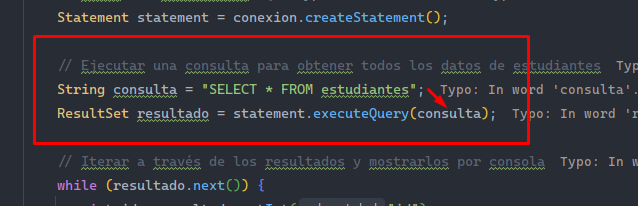 Statement statement = conexion.createStatement();
// Ejecutar una consulta para obtener todos los datos de estudiantes Typ
String consulta = "SELECT * FROM estudiantes"; Typo: In word 'consulta'.
ResultSet resultado = statement.executeQuery(consulta); Typo: In word 'r
// Iterar a través de los resultados y mostrarlos por consola Typo: In w
while (resultado.next()) {